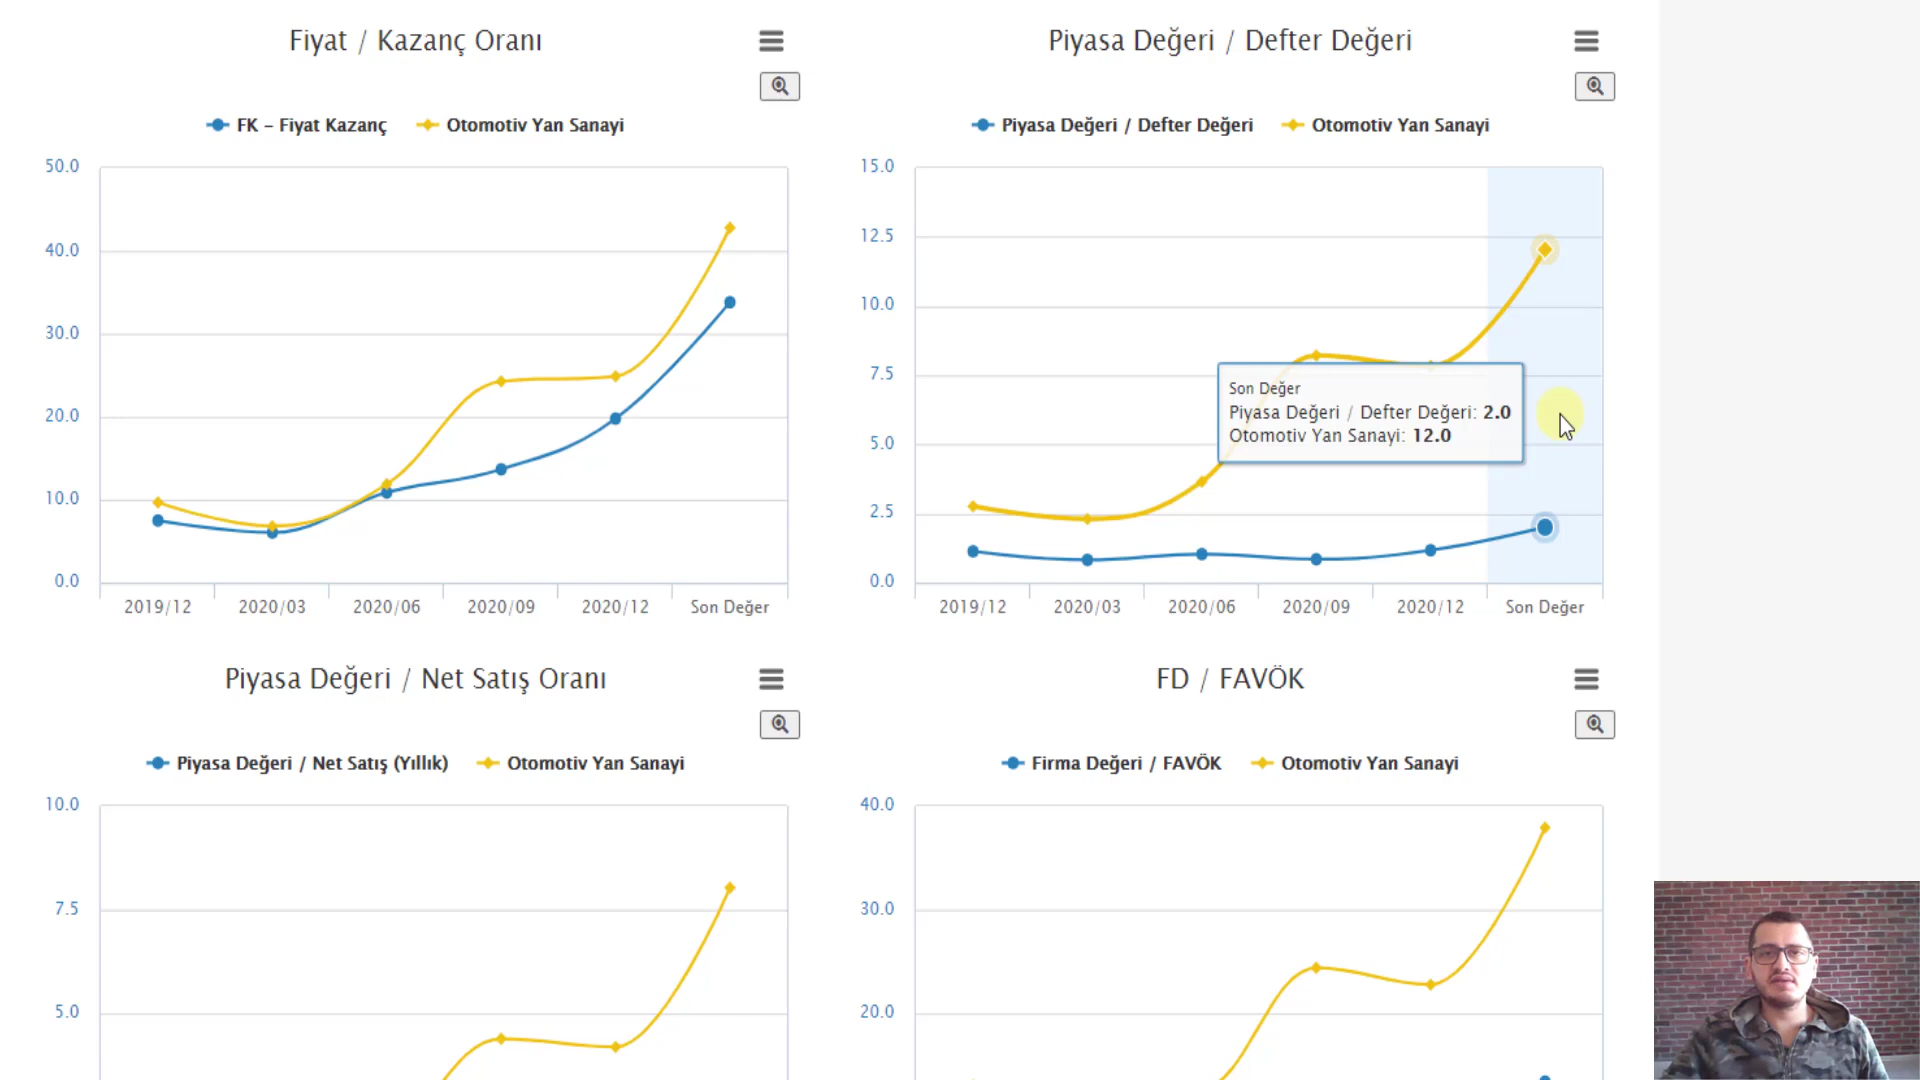 Fiyat / Kazanç Oranı
FK – Fiyat Kazanç
Otomotiv Yan Sanayi
50.0
40.0
30.0
20.0
10.0
0.0
2019/12
2020/03
2020/06
2020/09
2020/12
Son Değer
Piyasa Değeri / Defter Değeri
Piyasa Değeri / Defter Değeri
Otomotiv Yan Sanayi
15.0
12.5
10.0
7.5
5.0
2.5
0.0
Son Değer
Piyasa Değeri / Defter Değeri: 2.0
Otomotiv Yan Sanayi: 12.0
2019/12
2020/03
2020/06
2020/09
2020/12
Son Değer
Piyasa Değeri / Net Satış Oranı
Piyasa Değeri / Net Satış (Yıllık)
Otomotiv Yan Sanayi
10.0
7.5
5.0
FD / FAVÖK
Firma Değeri / FAVÖK
Otomotiv Yan Sanayi
40.0
30.0
20.0